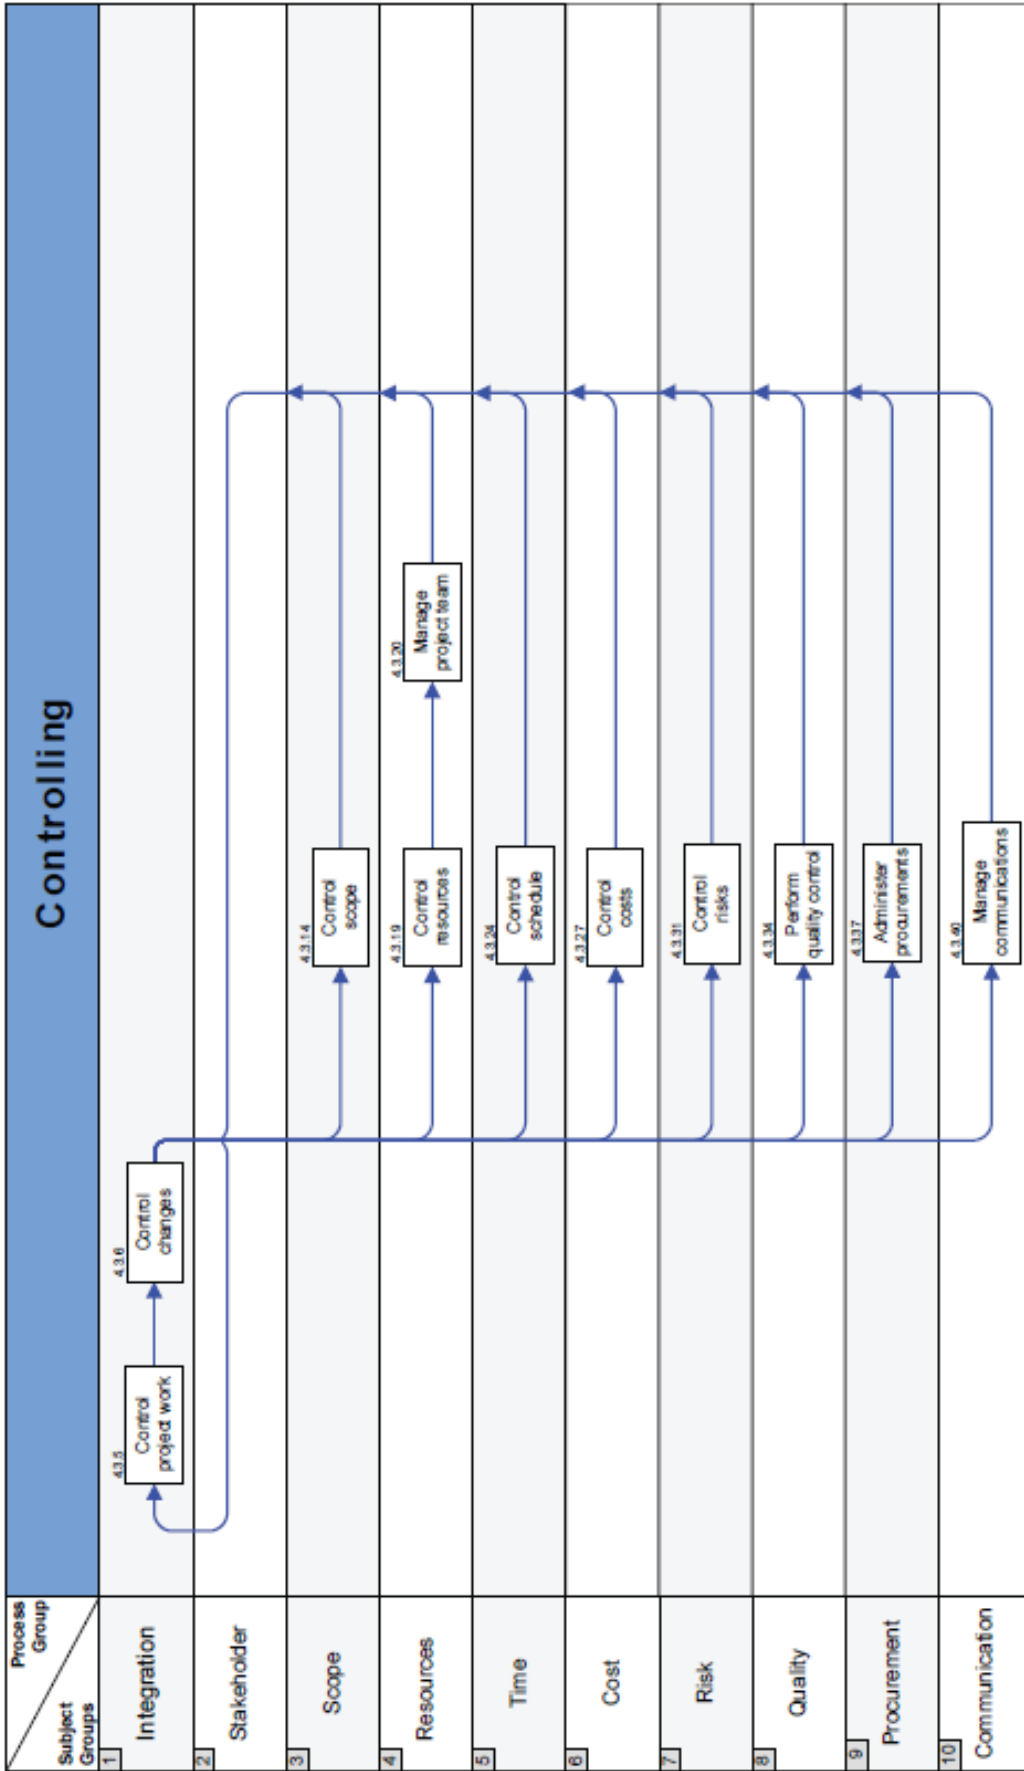 Process
Group
Subject
Groups
Controlling
1
Integration
4.3.5
Control
project work
4.3.6
Control
changes
2
Stakeholder
3
Scope
4.3.14
Control
scope
4
Resources
4.3.19
Control
resources
4.3.20
Manage
project team
5
Time
4.3.24
Control
schedule
6
Cost
4.3.27
Control
costs
7
Risk
4.3.31
Control
risks
8
Quality
4.3.34
Perform
quality control
9
Procurement
4.3.37
Administer
procurements
10
Communication
4.3.40
Manage
communications